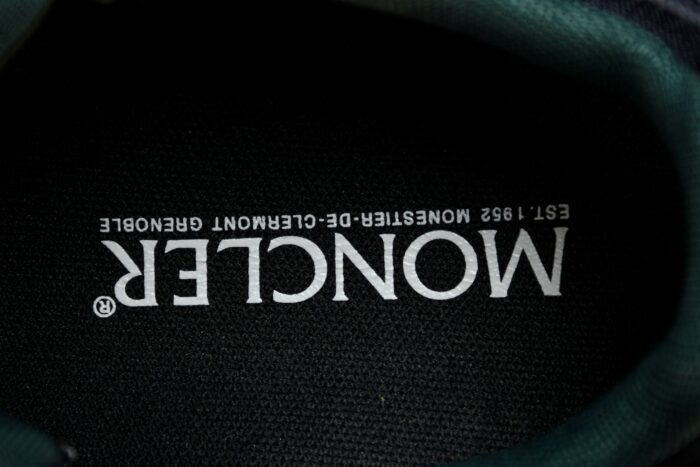 MONCLER®
EST.1952 MONESTIER-DE-CLERMONT GRENOBLE